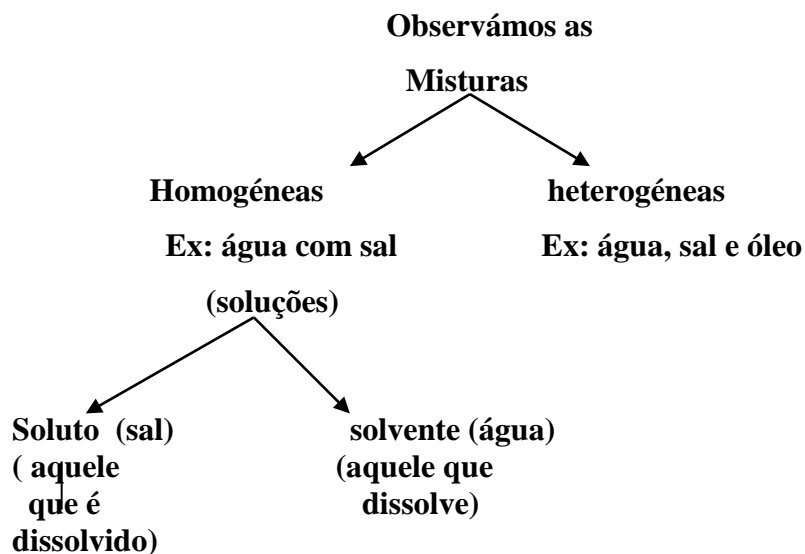 Observámos as
Misturas
Homogéneas heterogéneas
Ex: água com sal Ex: água, sal e óleo
(soluções)
Soluto (sal) solvente (água)
( aquele (aquele que
que é dissolve)
dissolvido)